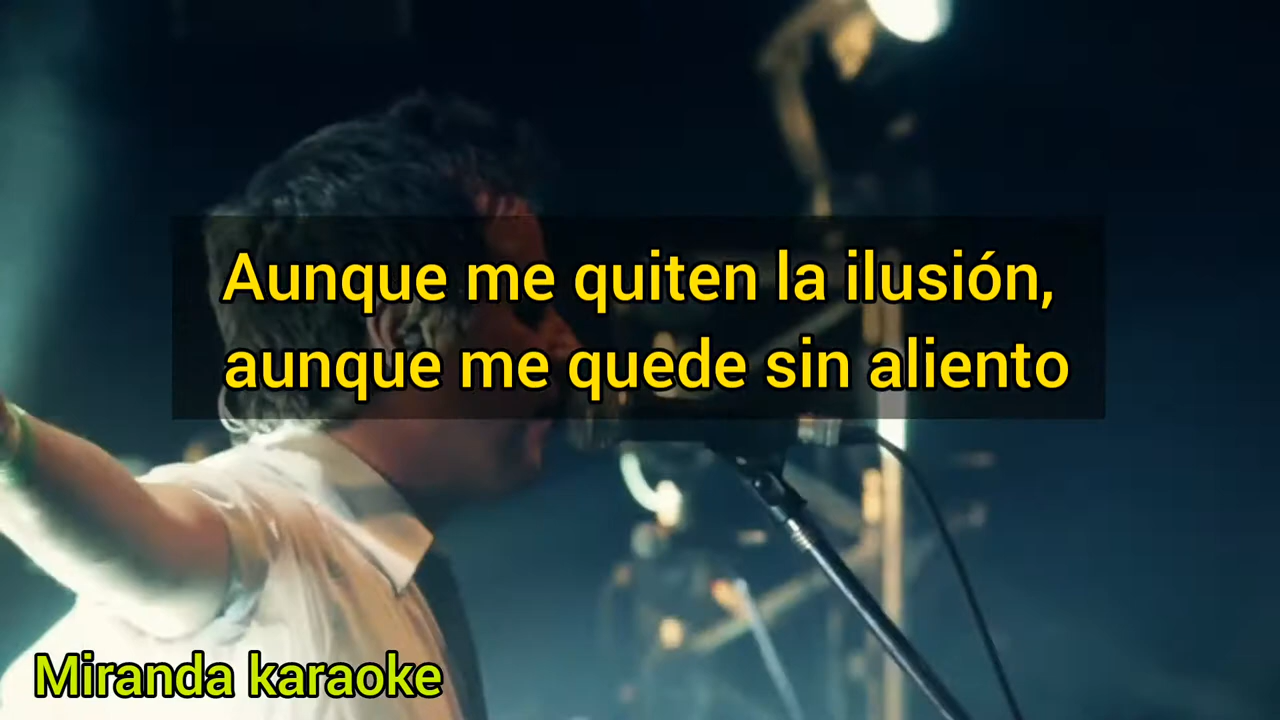 Aunque me quiten la ilusión,
aunque me quede sin aliento
Miranda karaoke